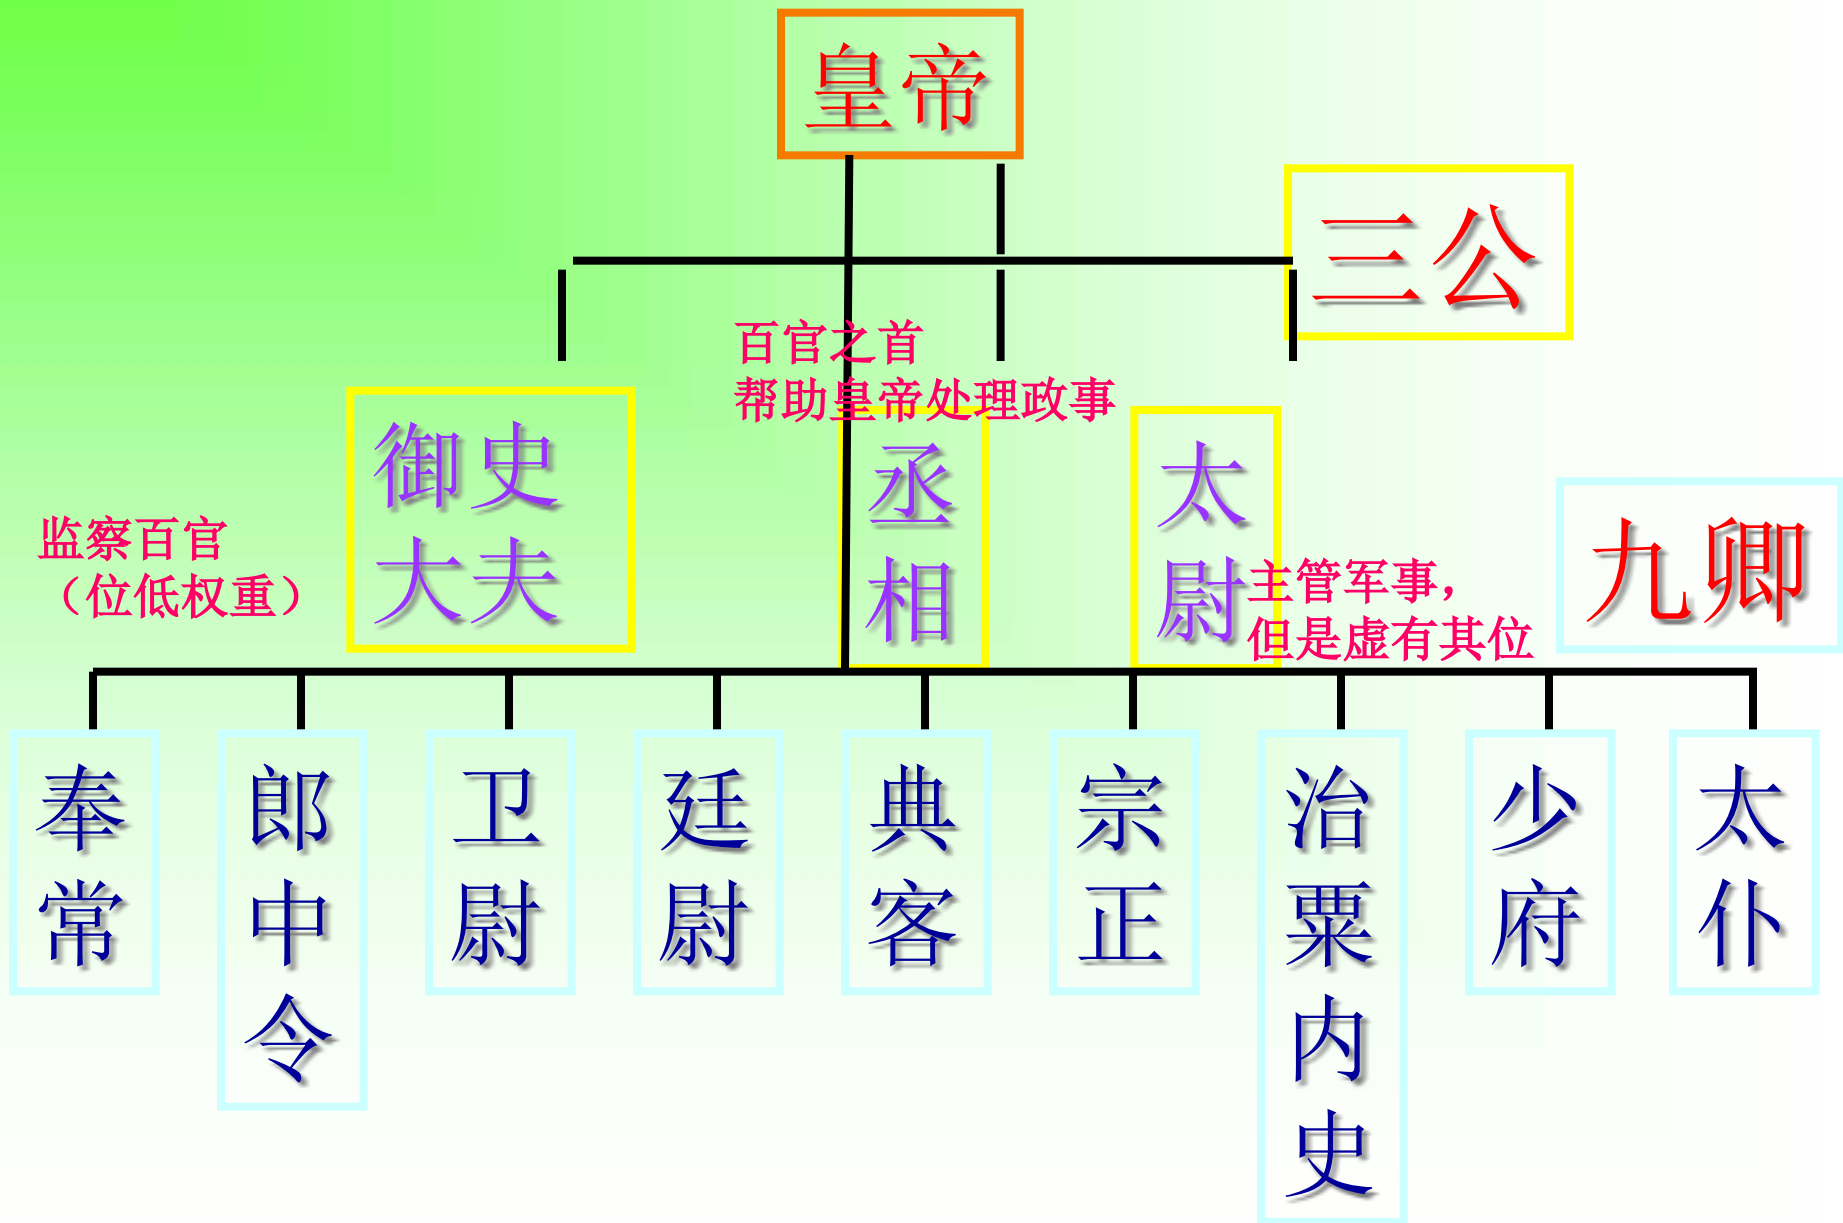 皇帝
三公
百官之首
帮助皇帝处理政事
御史
大夫
丞
相
太
尉
九卿
监察百官
（位低权重）
主管军事，
但是虚有其位
奉
常
郎
中
令
卫
尉
廷
尉
典
客
宗
正
治
粟
内
史
少
府
太
仆